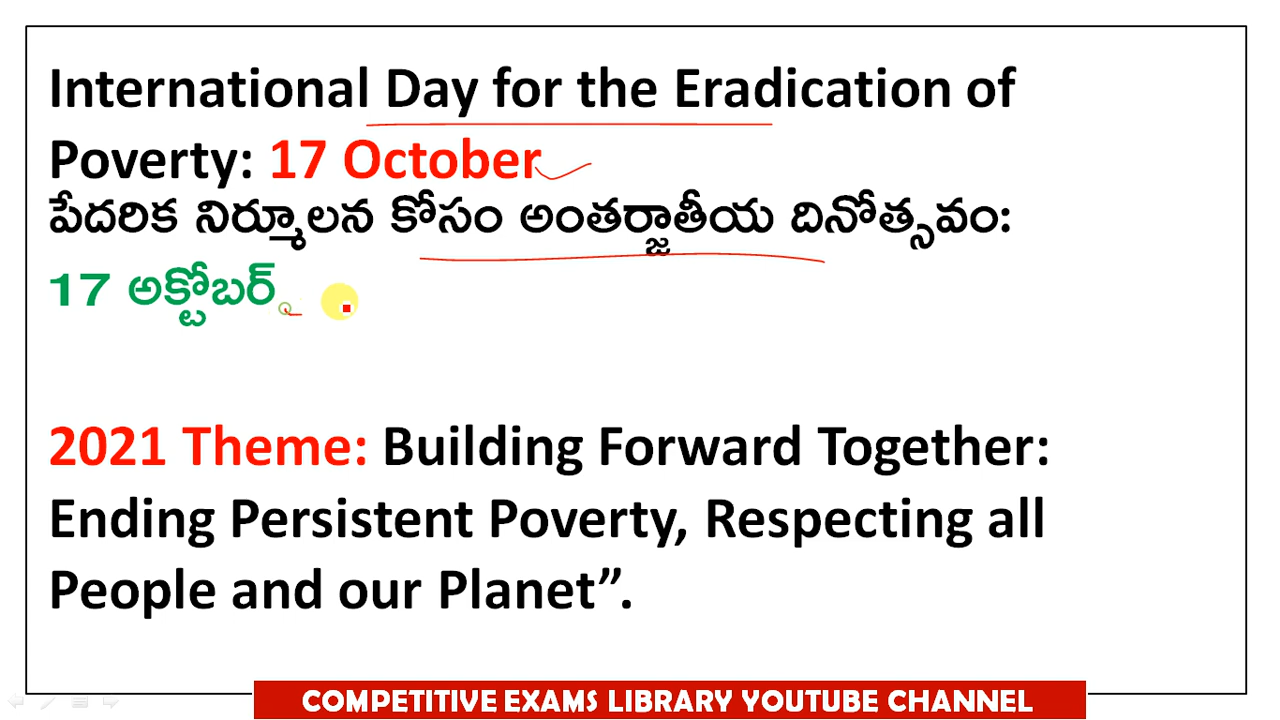 International Day for the Eradication of
Poverty: 17 October
పేదరిక నిర్మూలన కోసం అంతర్జాతీయ దినోత్సవం:
17 అక్టోబర్
2021 Theme: Building Forward Together:
Ending Persistent Poverty, Respecting all
People and our Planet”.
COMPETITIVE EXAMS LIBRARY YOUTUBE CHANNEL